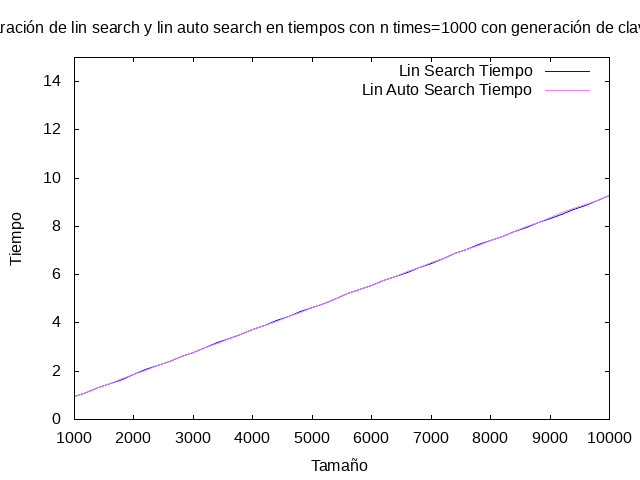 ración de lin search y lin auto search en tiempos con n times=1000 con generación de
Lin Search Tiempo
Lin Auto Search Tiempo
14
12
10
8
6
4
2
0
Tiempo
1000 2000 3000 4000 5000 6000 7000 8000 9000 10000
Tamaño